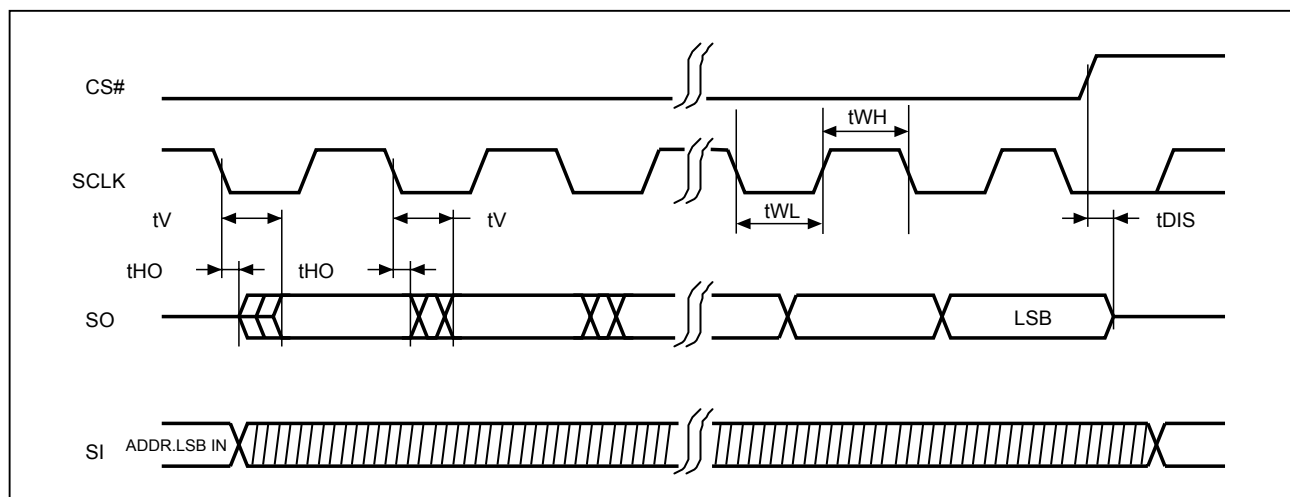 CS#
tWH
SCLK
tWL
tV
tV
tDIS
tHO
tHO
SO
LSB
SI
ADDR.LSB IN